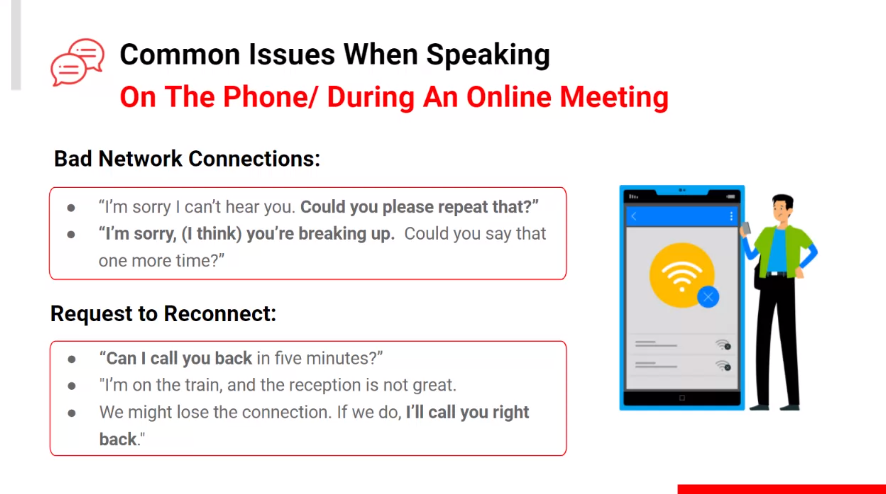 Common Issues When Speaking
On The Phone/ During An Online Meeting
Bad Network Connections:
● “I’m sorry I can’t hear you. Could you please repeat that?”
● “I’m sorry, (I think) you’re breaking up.  Could you say that
one more time?”
Request to Reconnect:
● “Can I call you back in five minutes?”
● "I’m on the train, and the reception is not great.
● We might lose the connection. If we do, I’ll call you right
back."